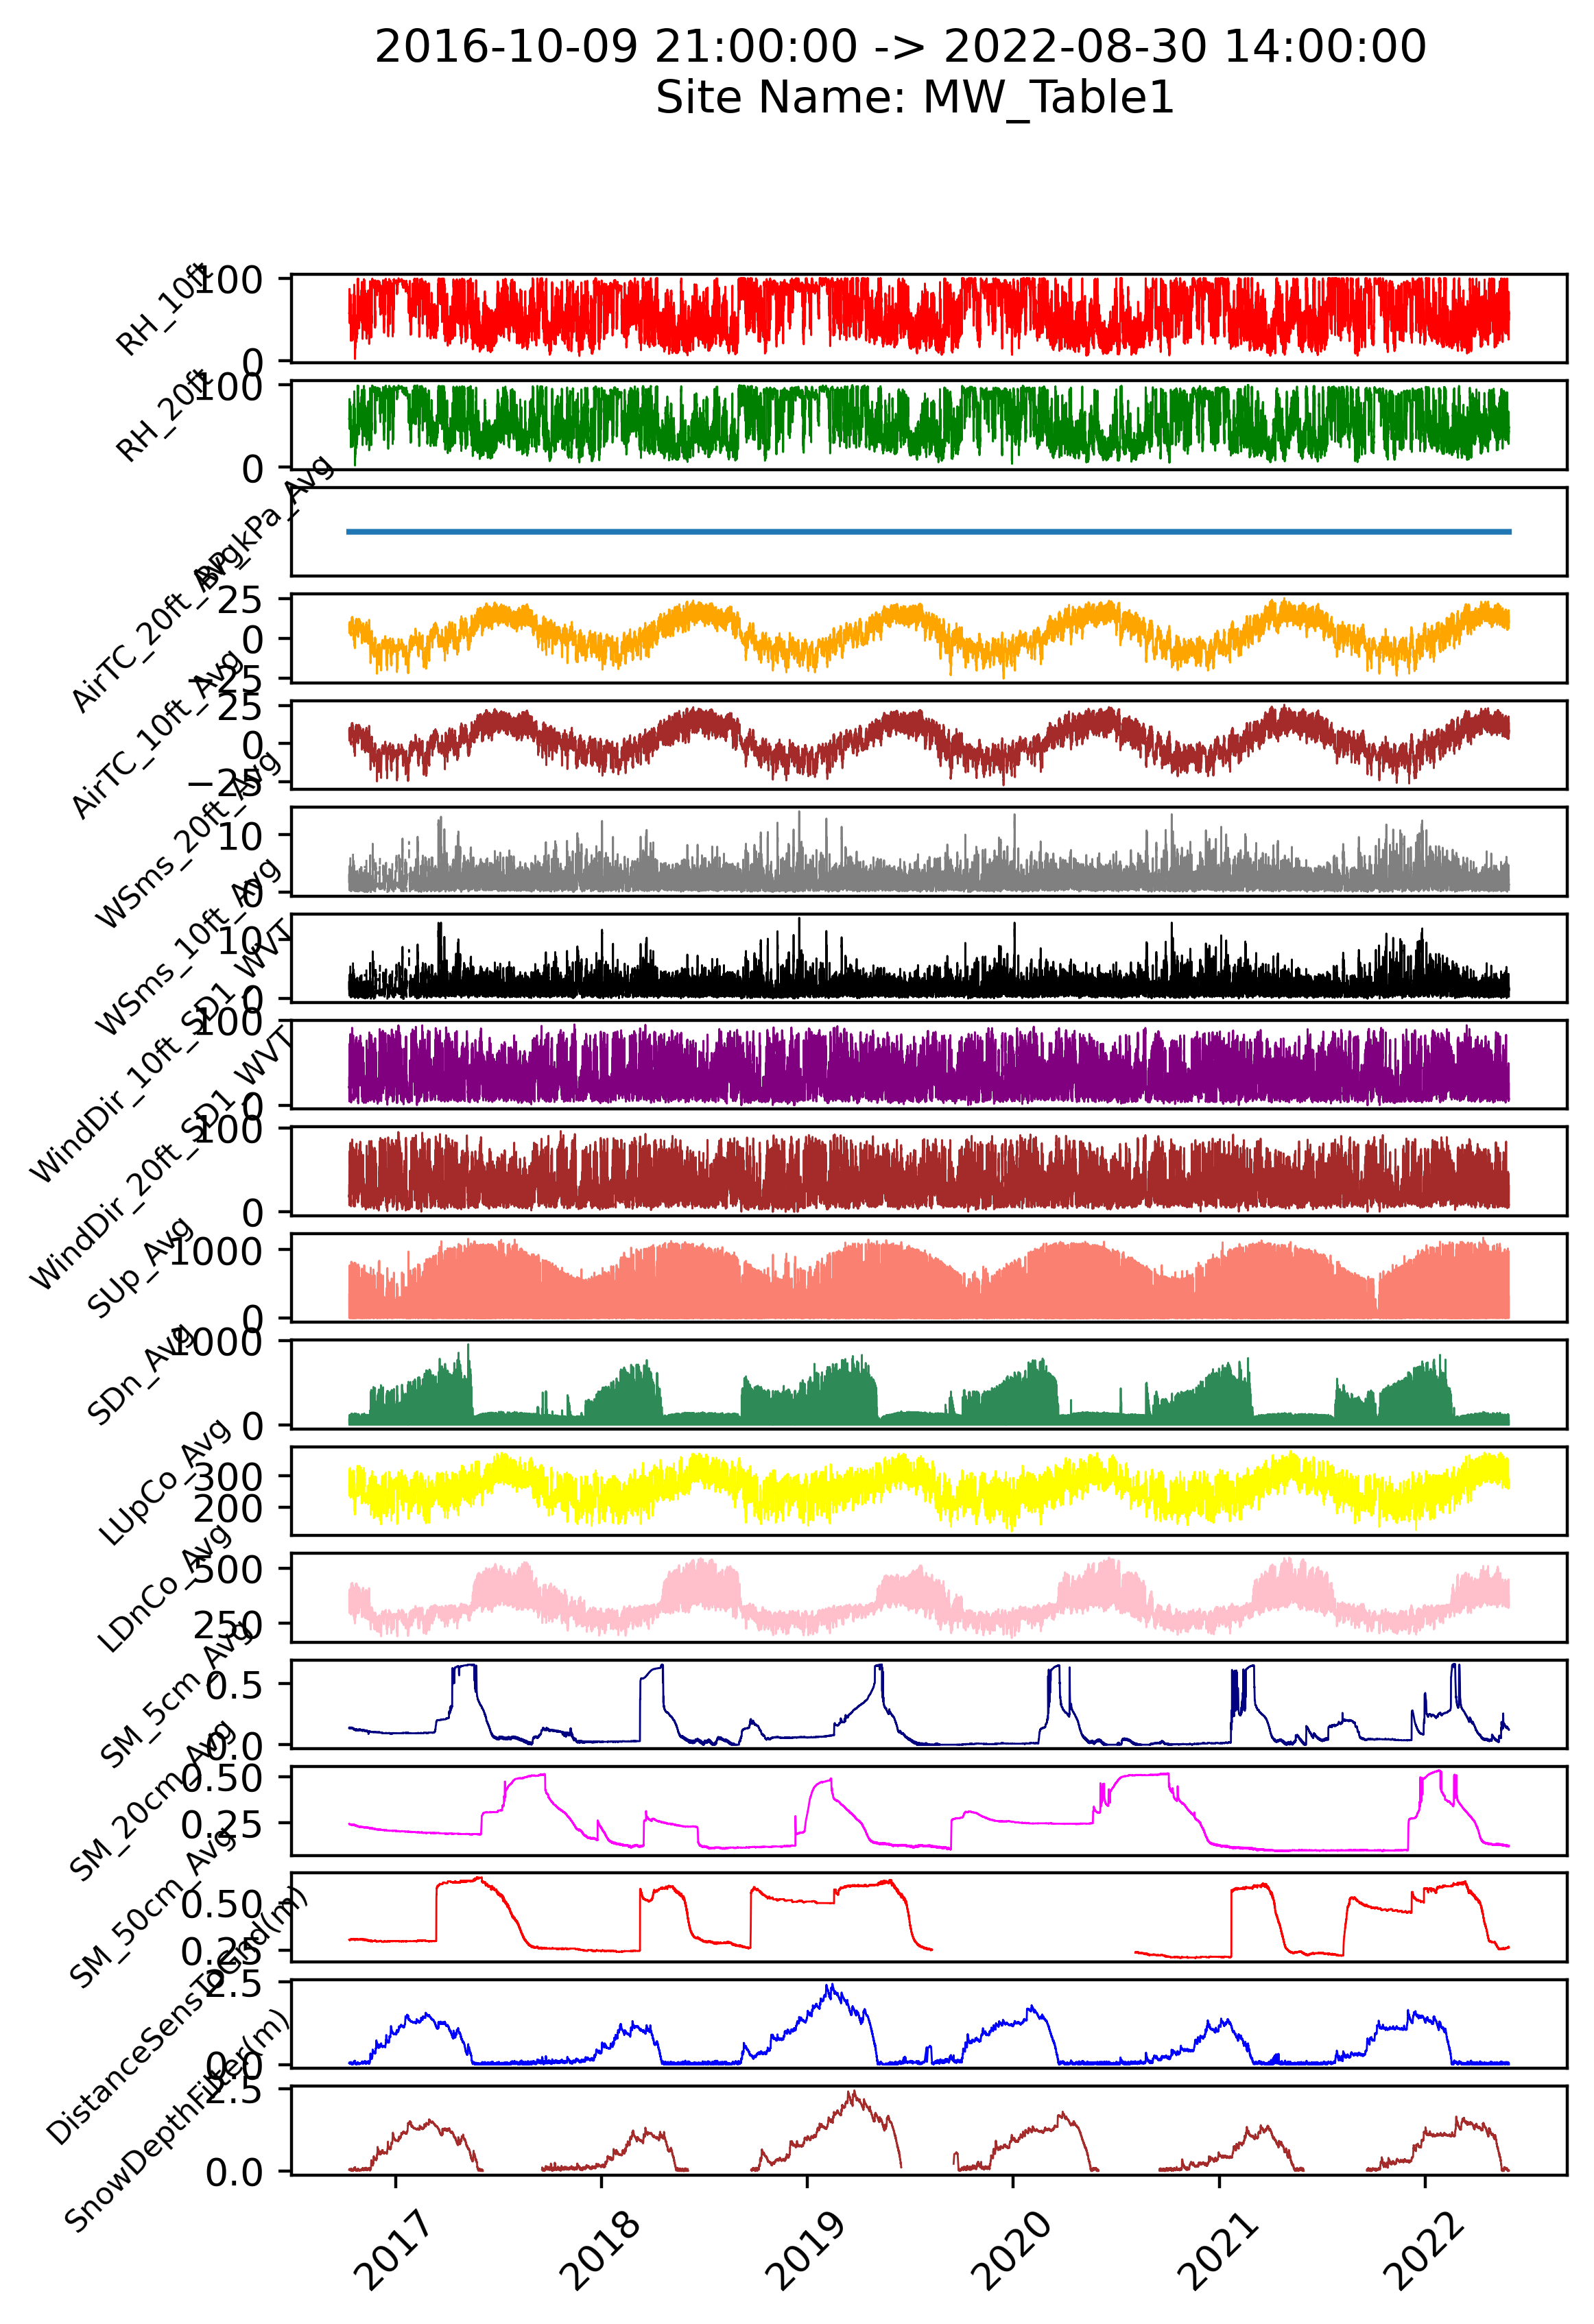 2016-10-09 21:00:00 -> 2022-08-30 14:00:00
Site Name: MW_Table1
RH_10ft
100
0
RH_20ft
100
0
BP_kPa_Avg
AirTC_20ft_Avg
25
0
−25
AirTC_10ft_Avg
25
0
−25
WSms_20ft_Avg
10
0
WSms_10ft_Avg
10
0
WindDir_10ft_SD1_WVT
100
0
WindDir_20ft_SD1_WVT
100
0
SUp_Avg
1000
0
SDn_Avg
1000
0
LUpCo_Avg
300
200
LDnCo_Avg
500
250
SM_5cm_Avg
0.5
0.0
SM_20cm_Avg
0.50
0.25
SM_50cm_Avg
0.50
0.25
DistanceSensToGnd(m)
2.5
0.0
SnowDepthFilter(m)
2.5
0.0
2017
2018
2019
2020
2021
2022